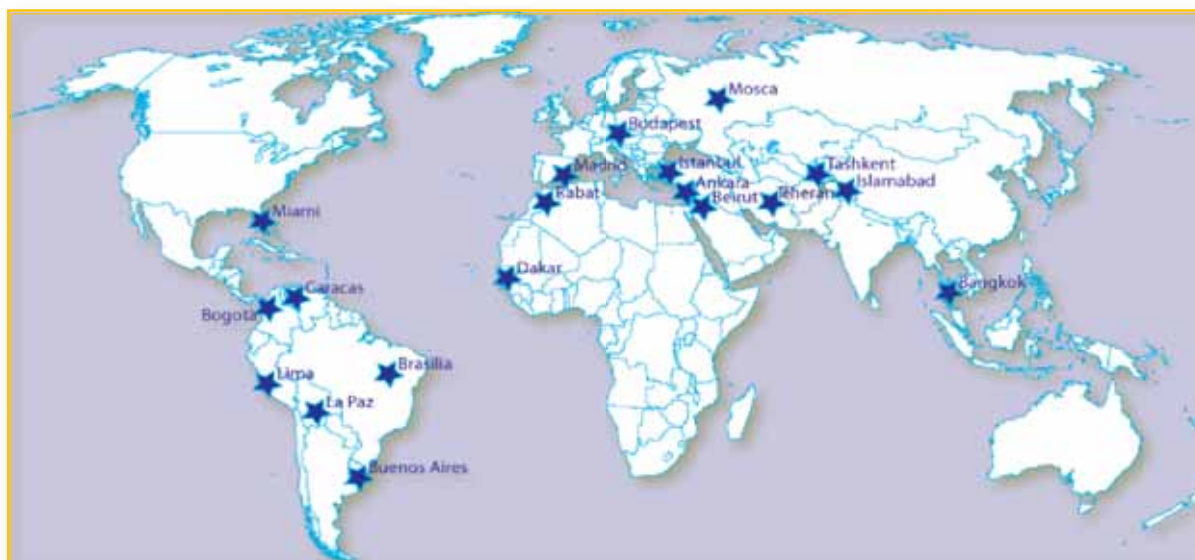 Mosca
Budapest
Madrid
Istanbul
Tashkent
Ankara
Islamabad
Rabat
Beirut
Teheran
Miami
Dakar
Caracas
Bangkok
Bogotá
Brasilia
Lima
La Paz
Buenos Aires